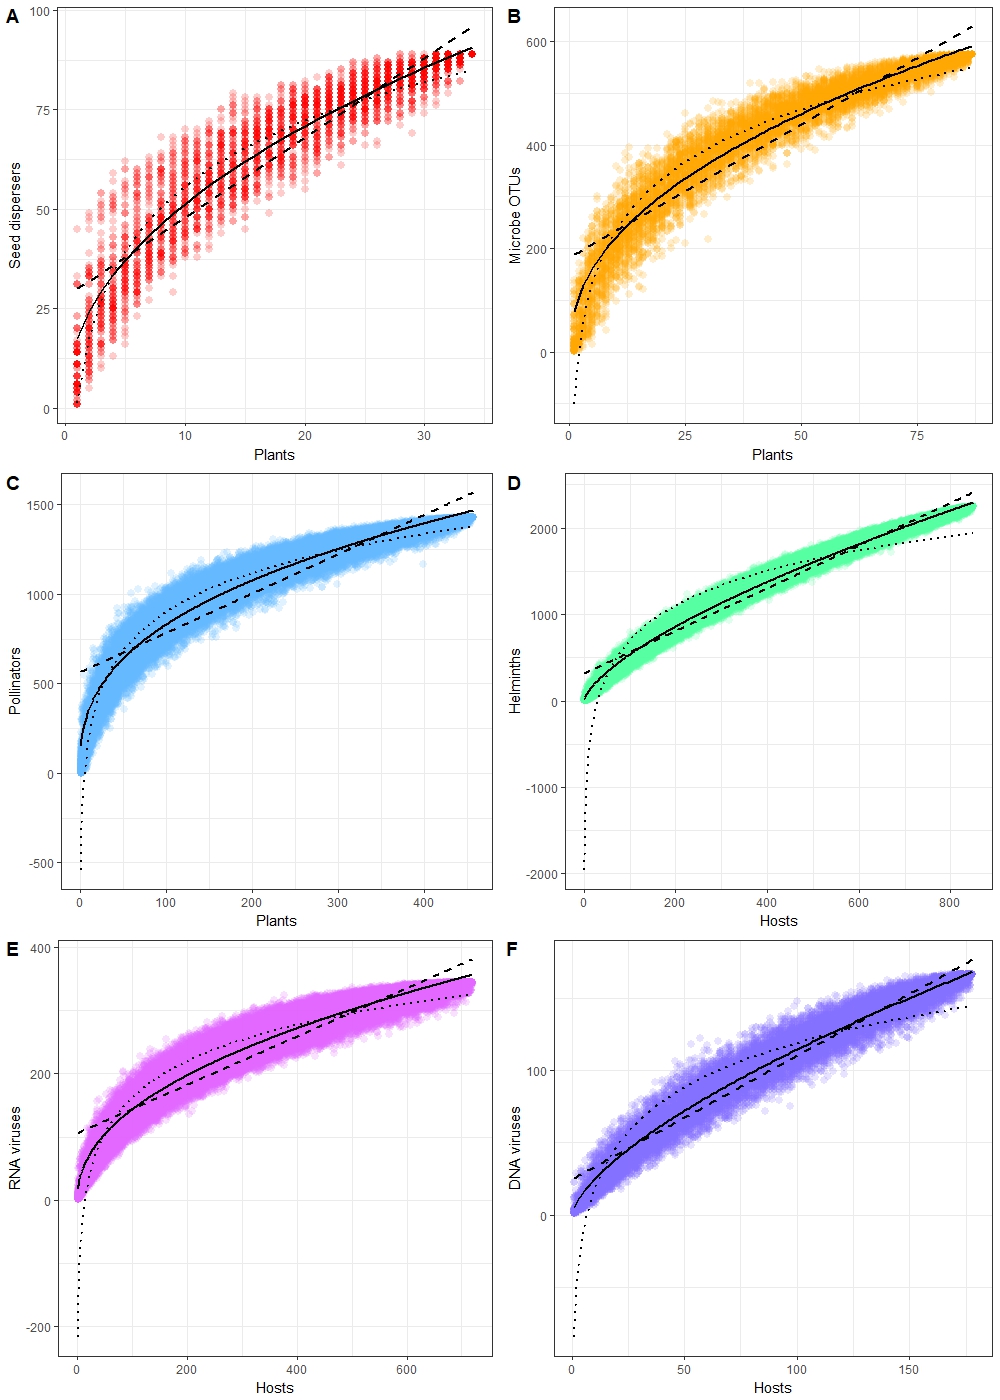 A
B
100
75
50
25
0
Seed dispersers
0 10 20 30
Plants
600
400
200
0
Microbe OTUs
0 25 50 75
Plants
C
D
1500
1000
500
0
-500
Pollinators
0 100 200 300 400
Plants
2000
1000
0
-1000
-2000
Helminths
0 200 400 600 800
Hosts
E
F
400
200
0
-200
RNA viruses
0 200 400 600
Hosts
100
0
DNA viruses
0 50 100 150
Hosts